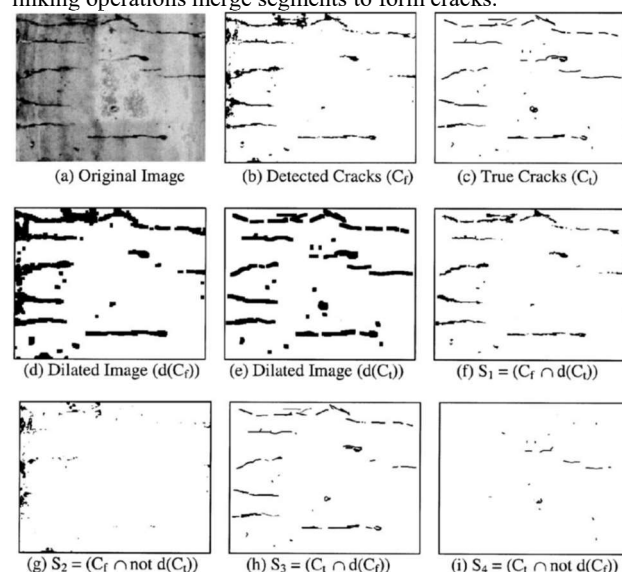 linking operations merge segments to form cracks.
(a) Original Image (b) Detected Cracks (C_f) (c) True Cracks (C_t)
(d) Dilated Image (d(C_f)) (e) Dilated Image (d(C_t)) (f) S_1 = (C_f ∩ d(C_t))
(g) S_2 = (C_f ∩ not d(C_t)) (h) S_3 = (C_t ∩ d(C_f)) (i) S_4 = (C_t ∩ not d(C_f))